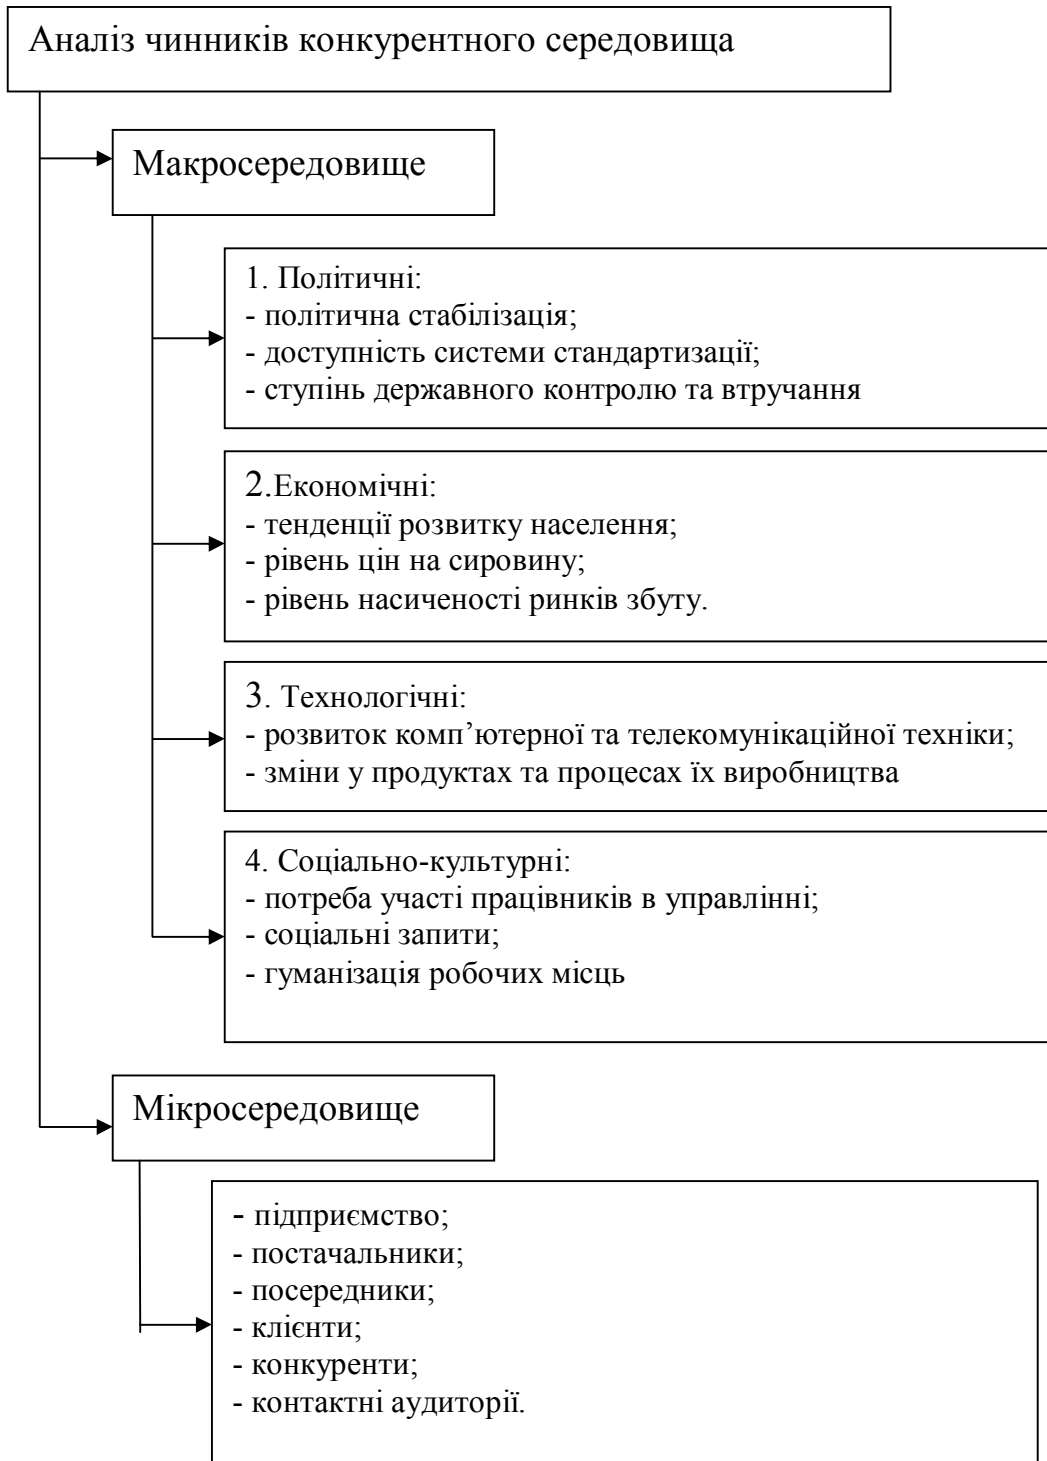 Аналіз чинників конкурентного середовища
Макросередовище
1. Політичні:
- політична стабілізація;
- доступність системи стандартизації;
- ступінь державного контролю та втручання
2.Економічні:
- тенденції розвитку населення;
- рівень цін на сировину;
- рівень насиченості ринків збуту.
3. Технологічні:
- розвиток комп’ютерної та телекомунікаційної техніки;
- зміни у продуктах та процесах їх виробництва
4. Соціально-культурні:
- потреба участі працівників в управлінні;
- соціальні запити;
- гуманізація робочих місць
Мікросередовище
- підприємство;
- постачальники;
- посередники;
- клієнти;
- конкуренти;
- контактні аудиторії.